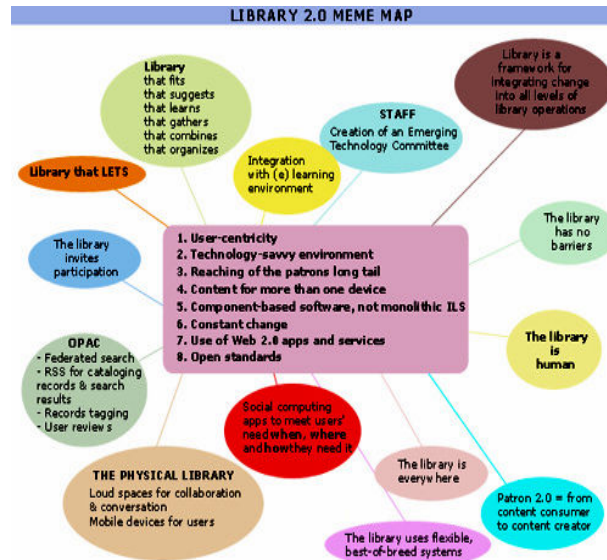 LIBRARY 2.0 MEME MAP
Library
that fits
that suggests
that learns
that gathers
that combines
that organizes
STAFF
Creation of an Emerging
Technology Committee
Library is a
framework for
integrating change
into all levels of
library operations
Library that LETS
Integration
with (e) learning
environment
The library
invites
participation
1. User-centricity
2. Technology-savvy environment
3. Reaching of the patrons long tail
4. Content for more than one device
5. Component-based software, not monolithic ILS
6. Constant change
7. Use of Web 2.0 apps and services
8. Open standards
The library
has no
barriers
OPAC
- Federated search
- RSS for cataloging
records & search
results
- Records tagging
- User reviews
The library
is
human
Social computing
apps to meet users'
need when, where
and how they need it
THE PHYSICAL LIBRARY
Loud spaces for collaboration
& conversation
Mobile devices for users
The library is
everywhere
Patron 2.0 = from
content consumer
to content creator
The library uses flexible,
best-of-breed systems